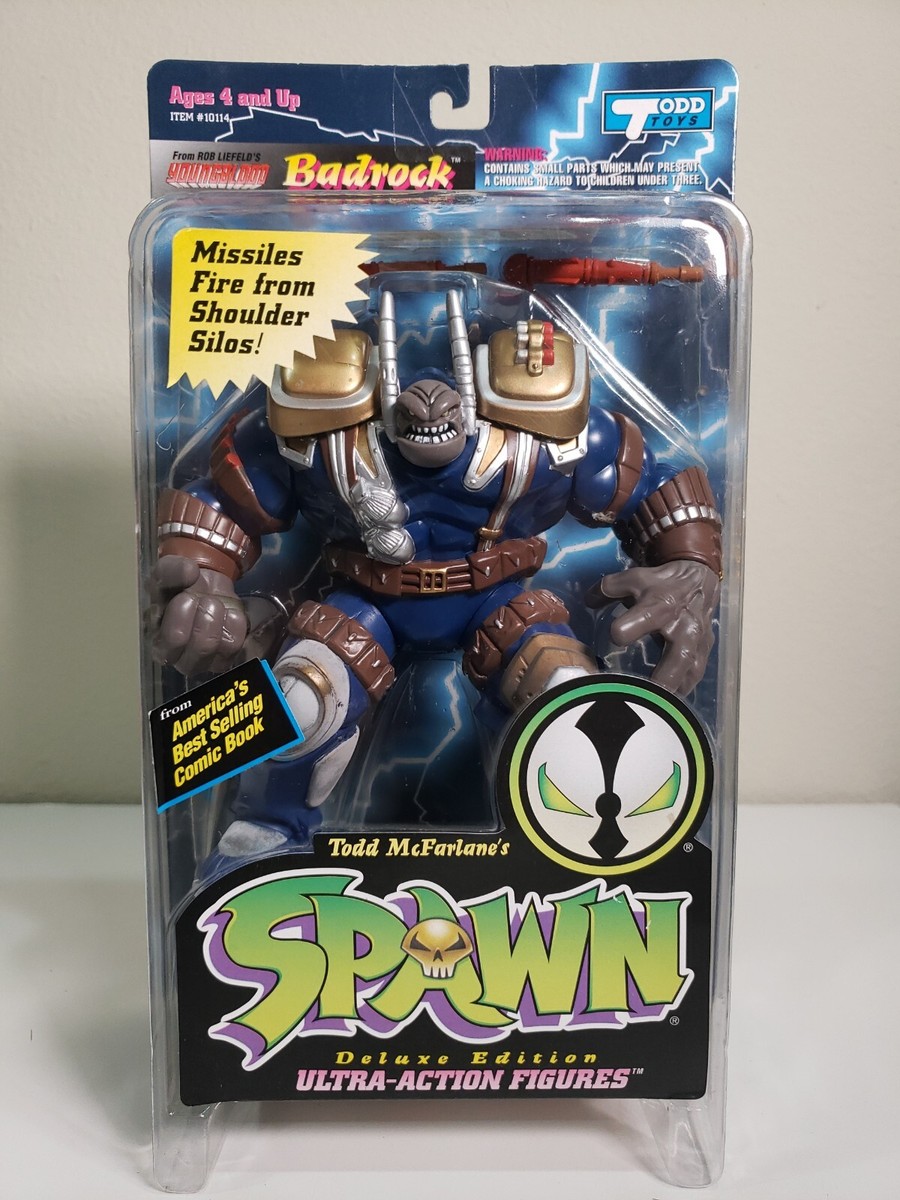 Ages 4 and Up
ITEM #10114
TODD
TOYS
From ROB LIEFELD'S
YOUNGBLOOD
Badrock™
WARNING:
CONTAINS SMALL PARTS WHICH MAY PRESENT
A CHOKING HAZARD TO CHILDREN UNDER THREE.
Missiles
Fire from
Shoulder
Silos!
from
America's
Best Selling
Comic Book
®
Todd McFarlane's
SPAWN
®
Deluxe Edition
ULTRA-ACTION FIGURES™